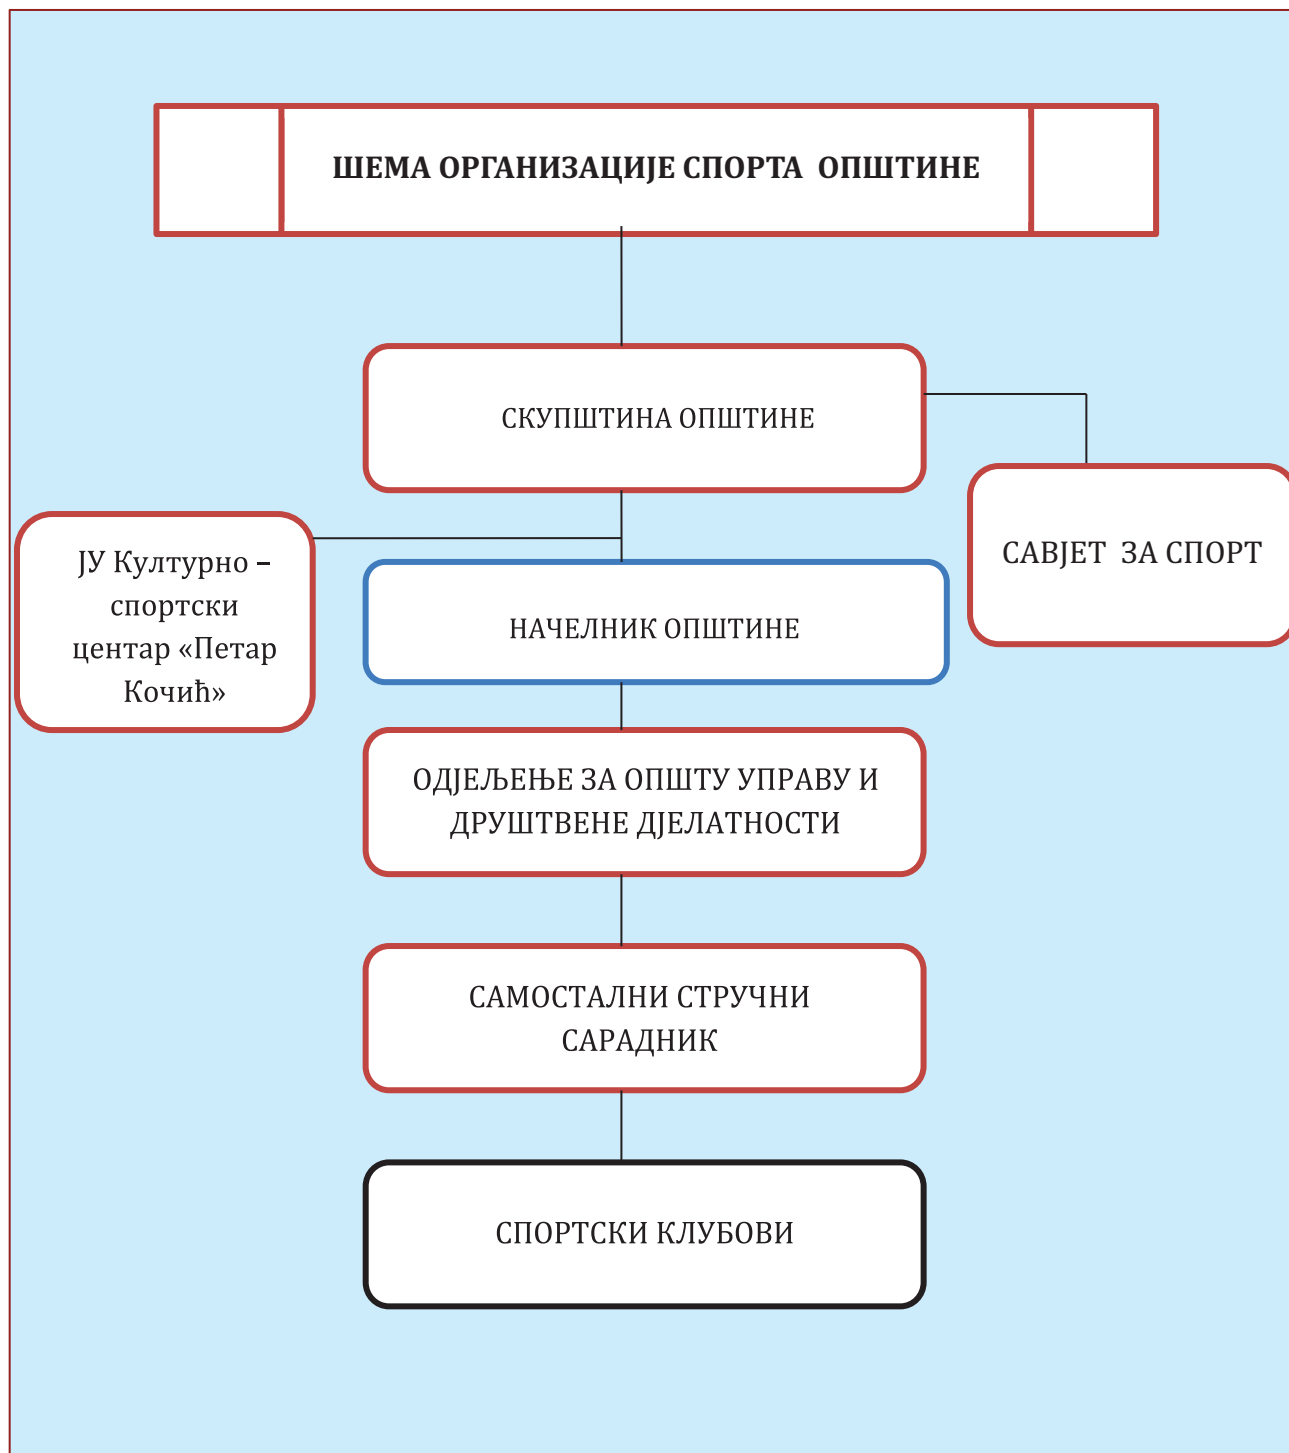 ШЕМА ОРГАНИЗАЦИЈЕ СПОРТА  ОПШТИНЕ
СКУПШТИНА ОПШТИНЕ
САВЈЕТ  ЗА СПОРТ
ЈУ Културно –
спортски
центар «Петар
Кочић»
НАЧЕЛНИК ОПШТИНЕ
ОДЈЕЉЕЊЕ ЗА ОПШТУ УПРАВУ И
ДРУШТВЕНЕ ДЈЕЛАТНОСТИ
САМОСТАЛНИ СТРУЧНИ
САРАДНИК
СПОРТСКИ КЛУБОВИ